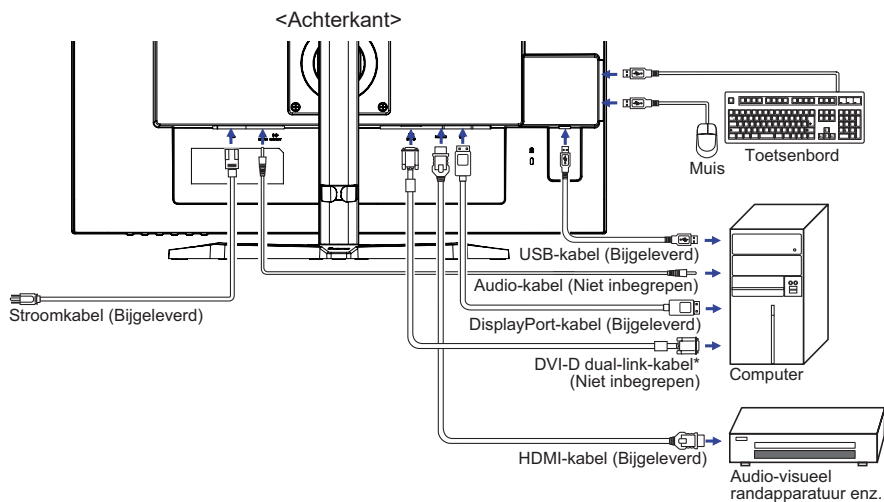 <Achterkant>
Muis
Toetsenbord
USB-kabel (Bijgeleverd)
Audio-kabel (Niet inbegrepen)
Stroomkabel (Bijgeleverd)
DisplayPort-kabel (Bijgeleverd)
DVI-D dual-link-kabel*
(Niet inbegrepen)
Computer
HDMI-kabel (Bijgeleverd)
Audio-visueel
randapparatuur enz.